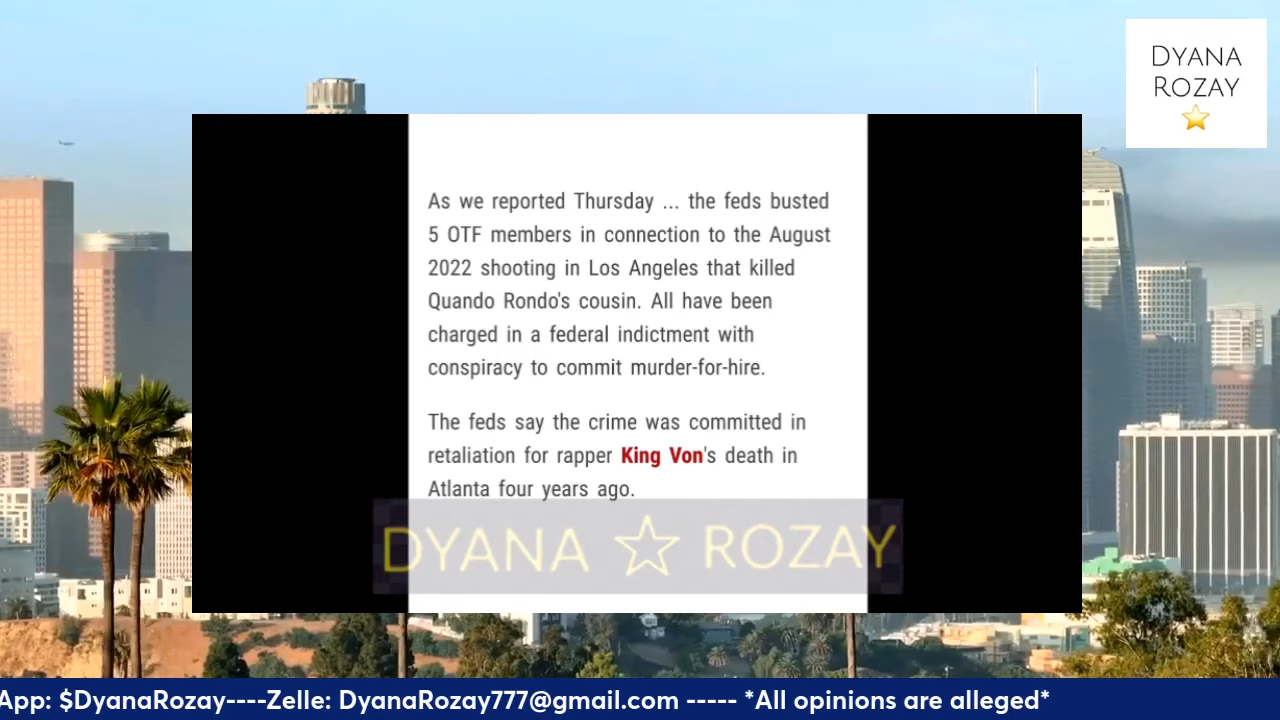 DYANA
ROZAY
As we reported Thursday ... the feds busted
5 OTF members in connection to the August
2022 shooting in Los Angeles that killed
Quando Rondo's cousin. All have been
charged in a federal indictment with
conspiracy to commit murder-for-hire.
The feds say the crime was committed in
retaliation for rapper King Von's death in
Atlanta four years ago.
DYANA ROZAY
App: $DyanaRozay----Zelle: DyanaRozay777@gmail.com ----- *All opinions are alleged*